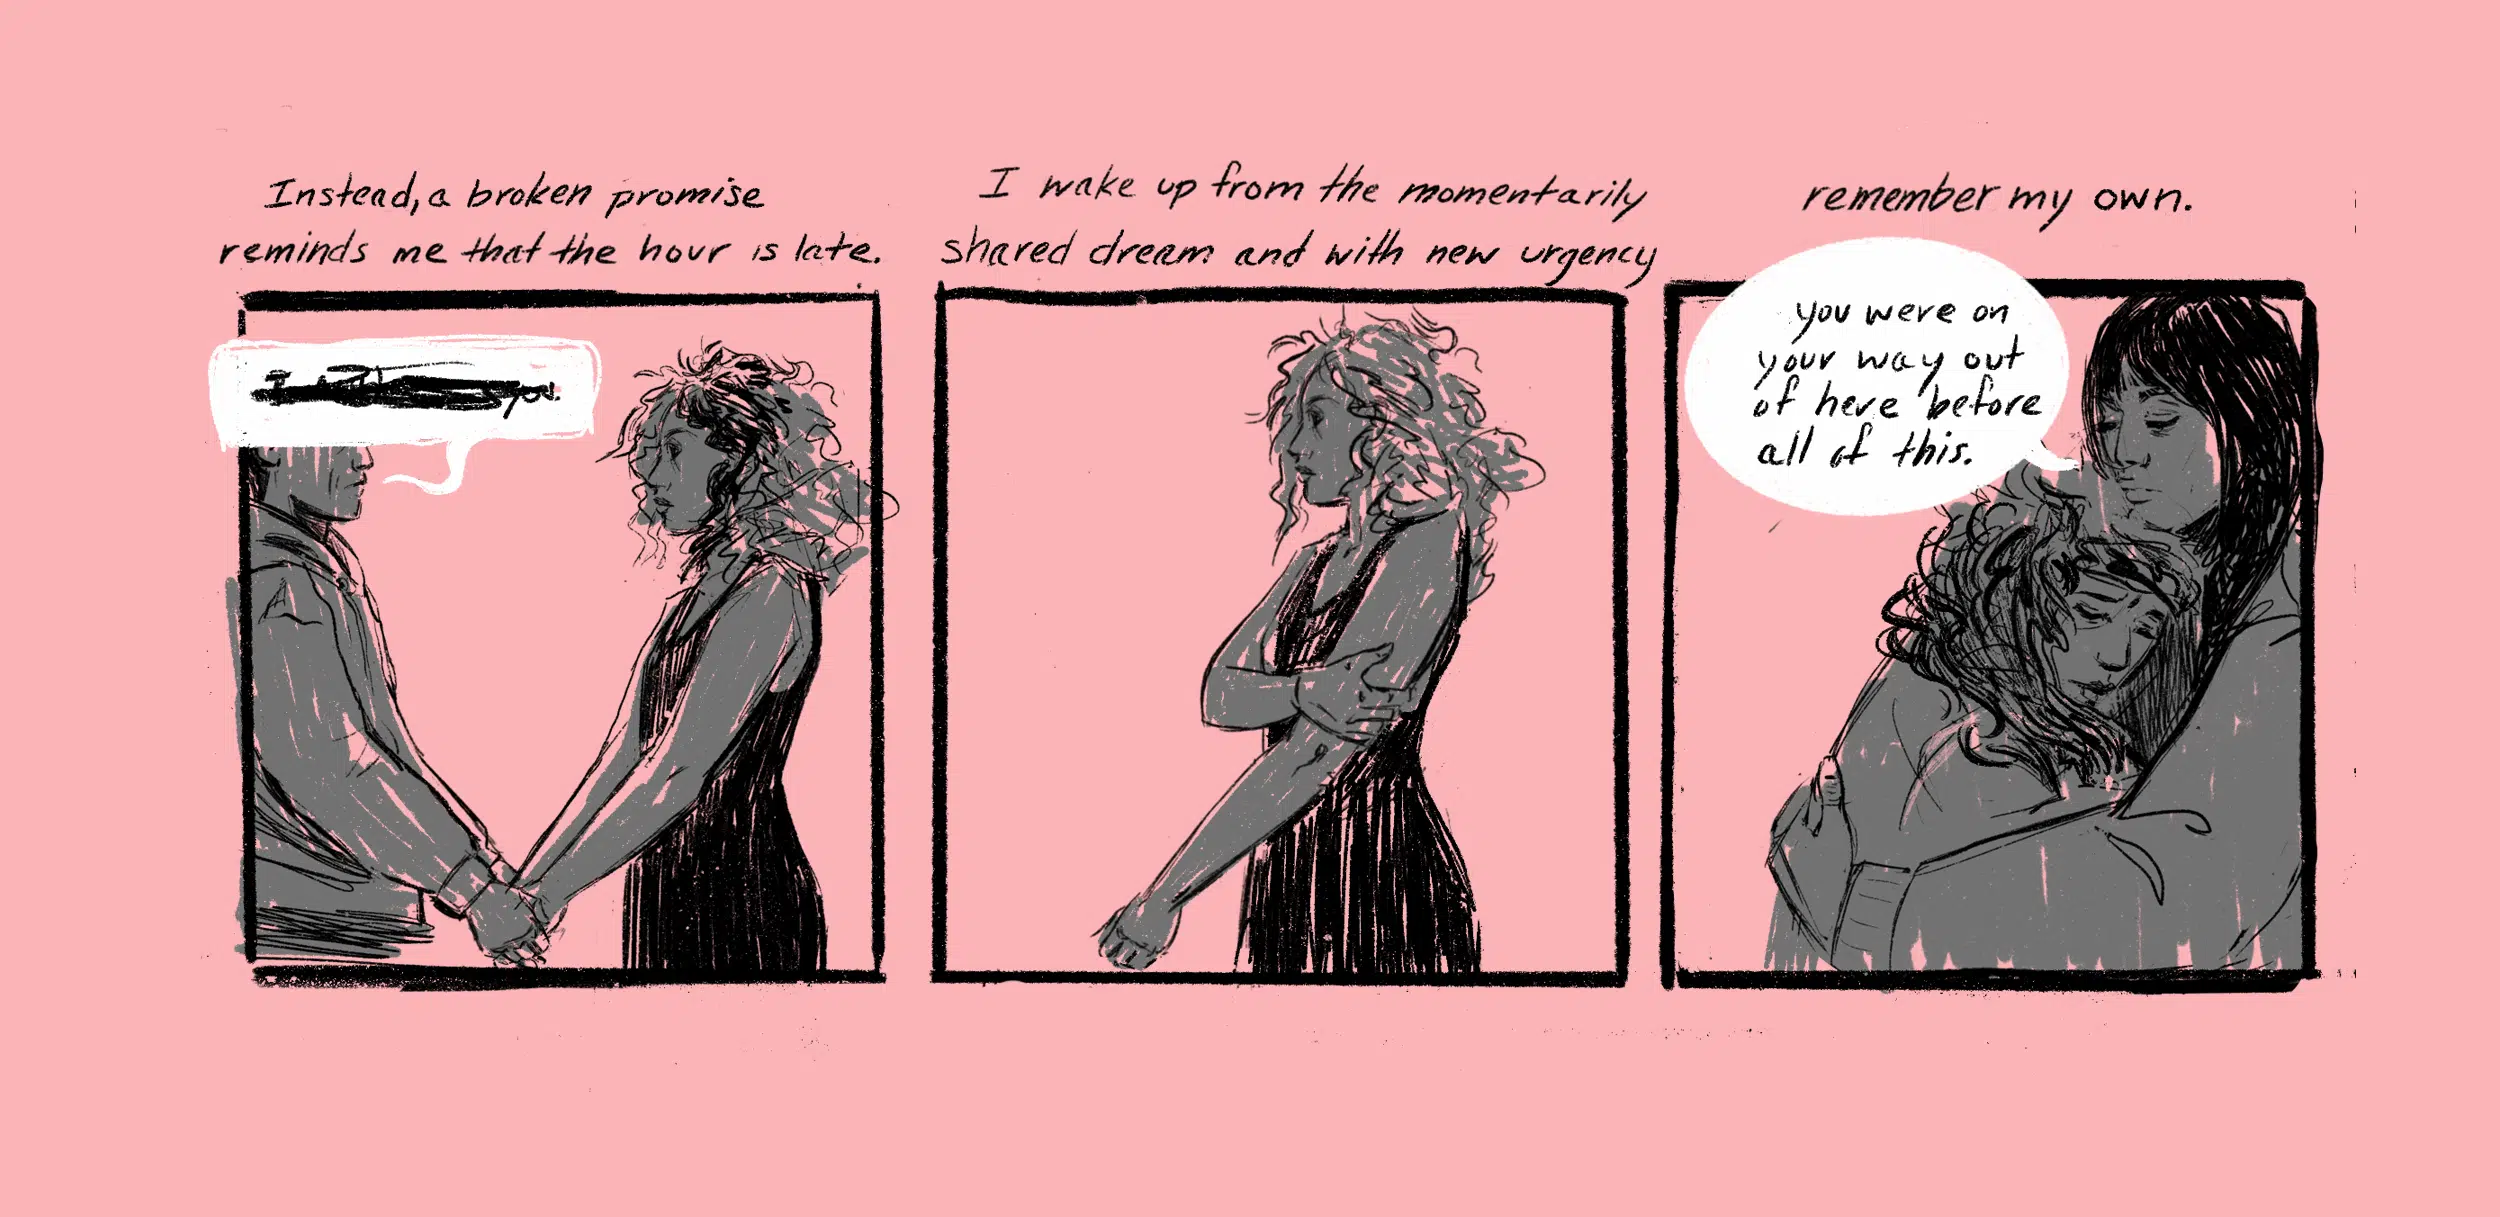 Instead, a broken promise
reminds me that the hour is late.
I you.
I wake up from the momentarily
shared dream and with new urgency
remember my own.
you were on
your way out
of here before
all of this.